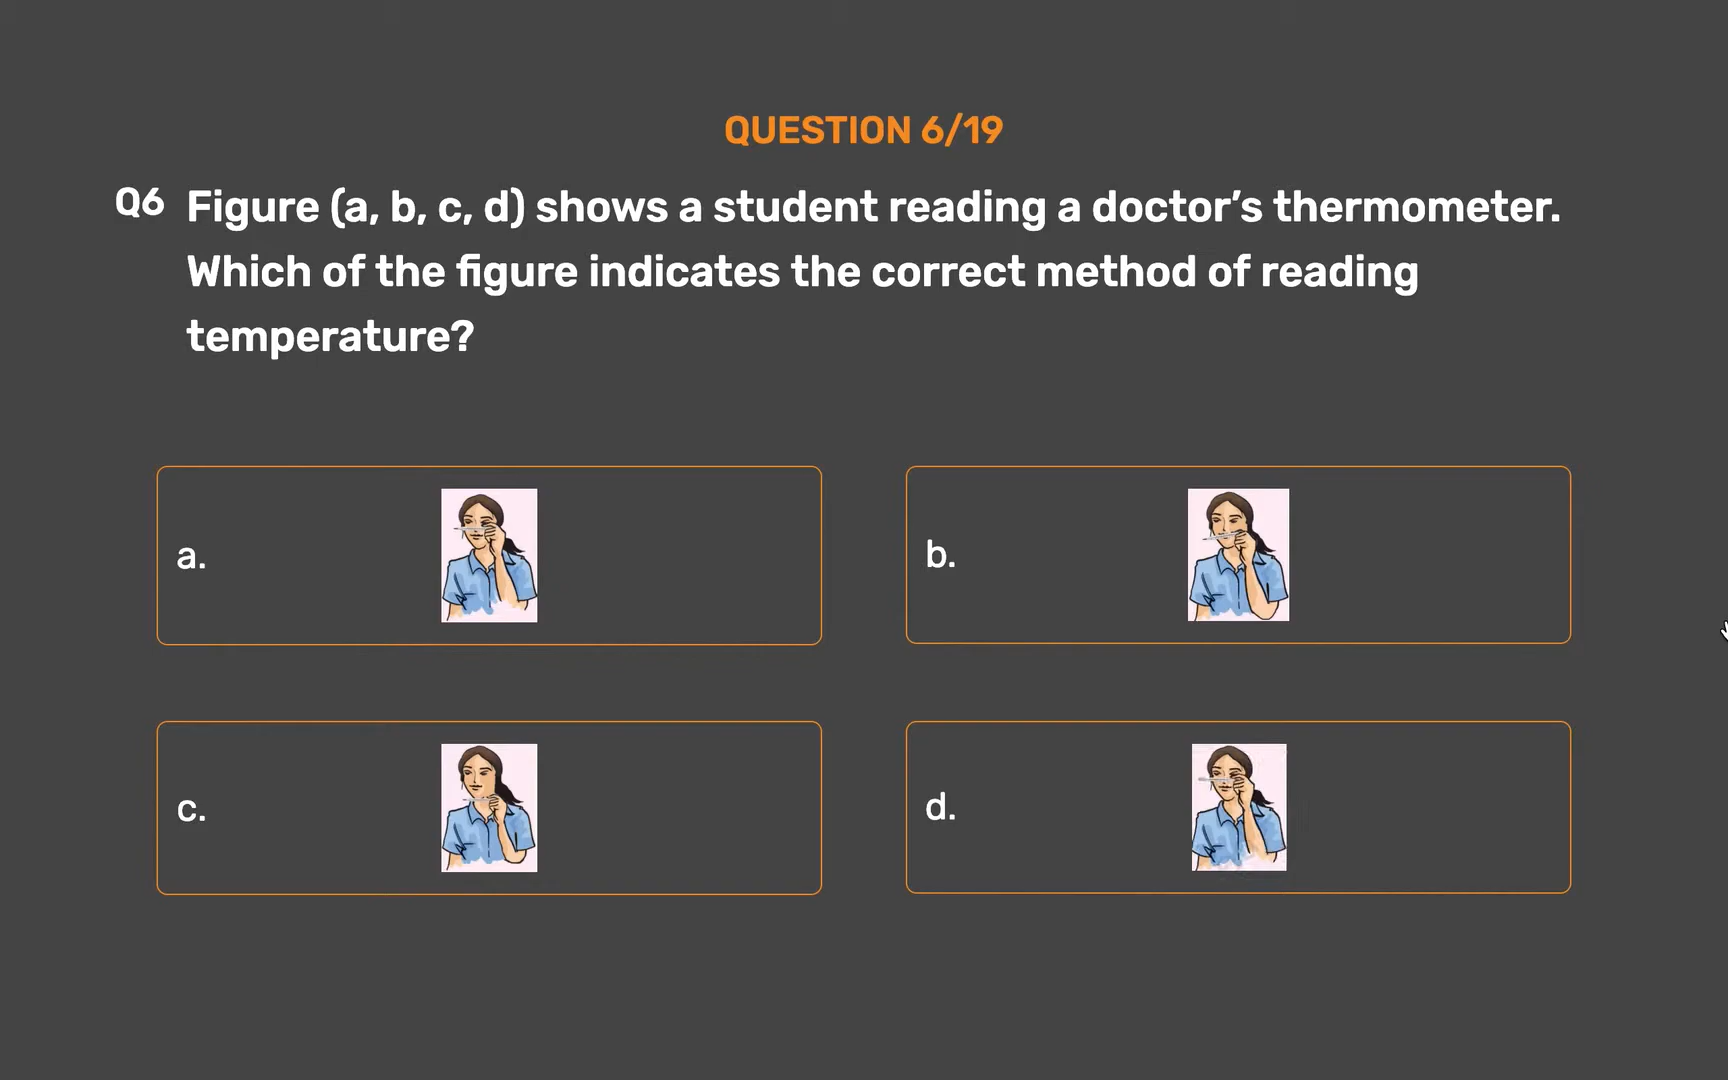 QUESTION 6/19
Q6 Figure (a, b, c, d) shows a student reading a doctor’s thermometer.
Which of the figure indicates the correct method of reading
temperature?
a.
b.
c.
d.